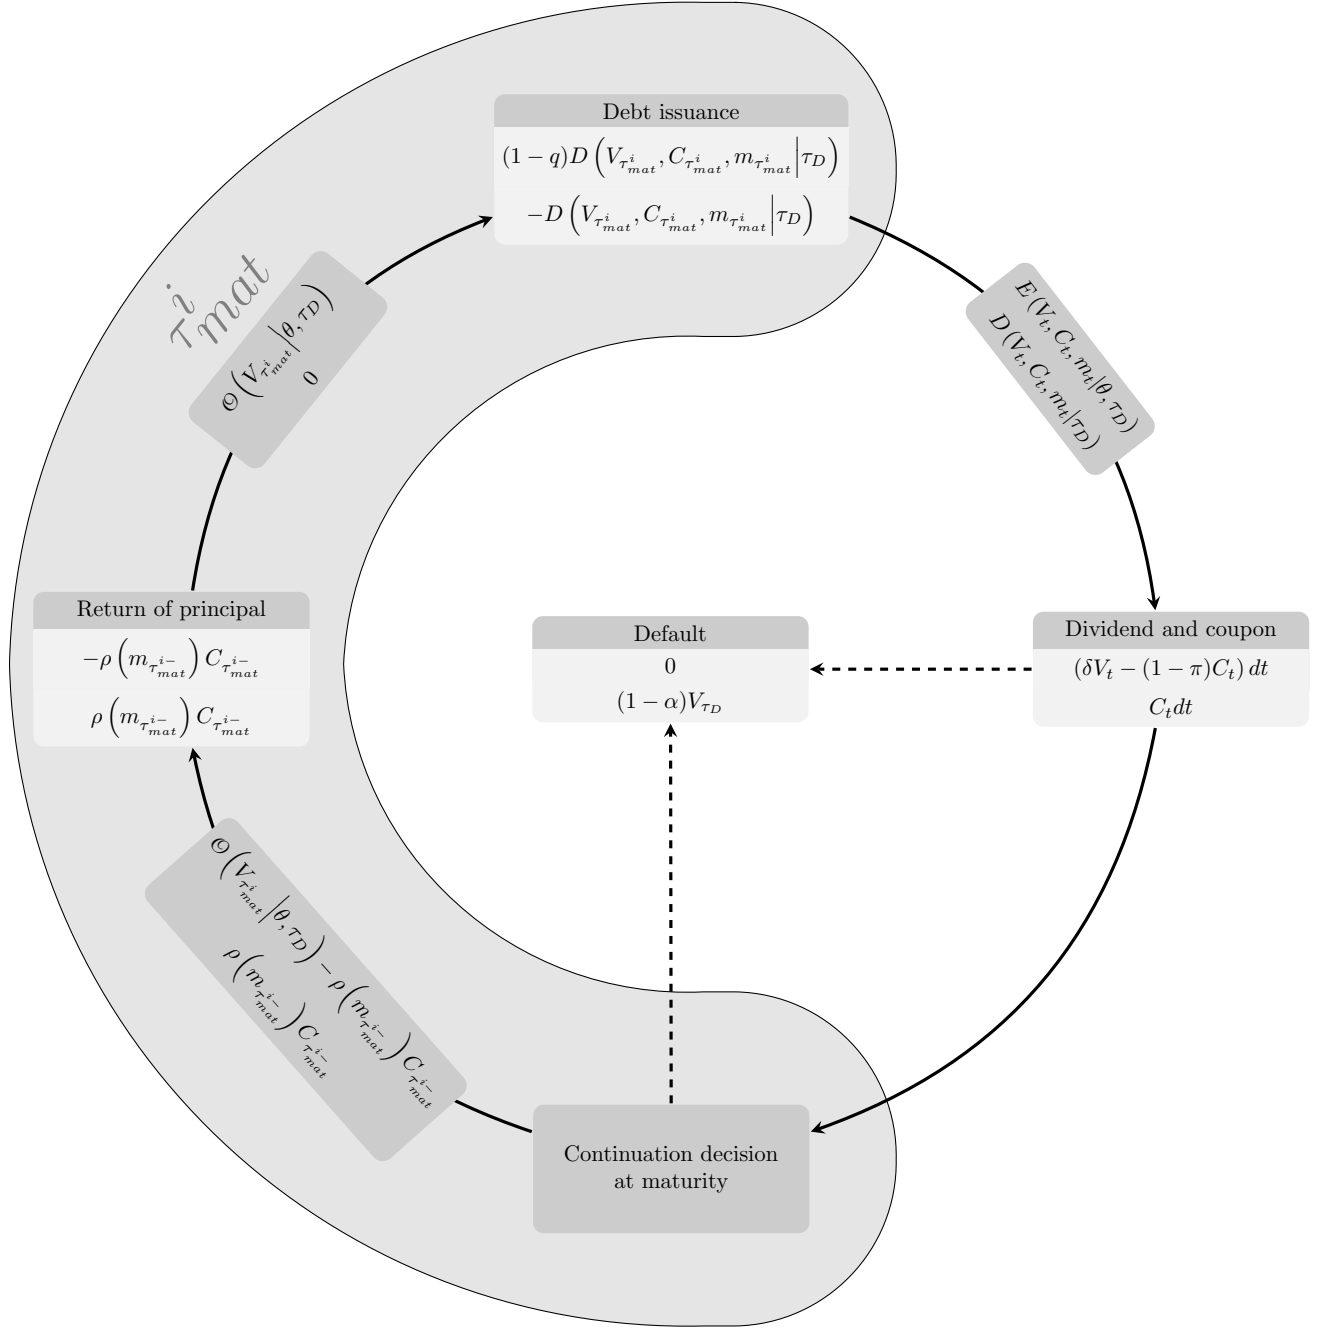 Debt issuance
(1 − q)D (V_{τ^i_{mat}}, C_{τ^i_{mat}}, m_{τ^i_{mat}} | τ_D)
−D (V_{τ^i_{mat}}, C_{τ^i_{mat}}, m_{τ^i_{mat}} | τ_D)
τ^i_{mat}
𝒪 (V_{τ^i_{mat}} | θ, τ_D)
0
E (V_t, C_t, m_t | θ, τ_D)
D (V_t, C_t, m_t | τ_D)
Return of principal
−ρ (m_{τ^{i−}_{mat}}) C_{τ^{i−}_{mat}}
ρ (m_{τ^{i−}_{mat}}) C_{τ^{i−}_{mat}}
Default
0
(1 − α)V_{τ_D}
Dividend and coupon
(δV_t − (1 − π)C_t) dt
C_t dt
𝒪 (V_{τ^i_{mat}} | θ, τ_D) − ρ (m_{τ^{i−}_{mat}}) C_{τ^{i−}_{mat}}
ρ (m_{τ^{i−}_{mat}}) C_{τ^{i−}_{mat}}
Continuation decision
at maturity